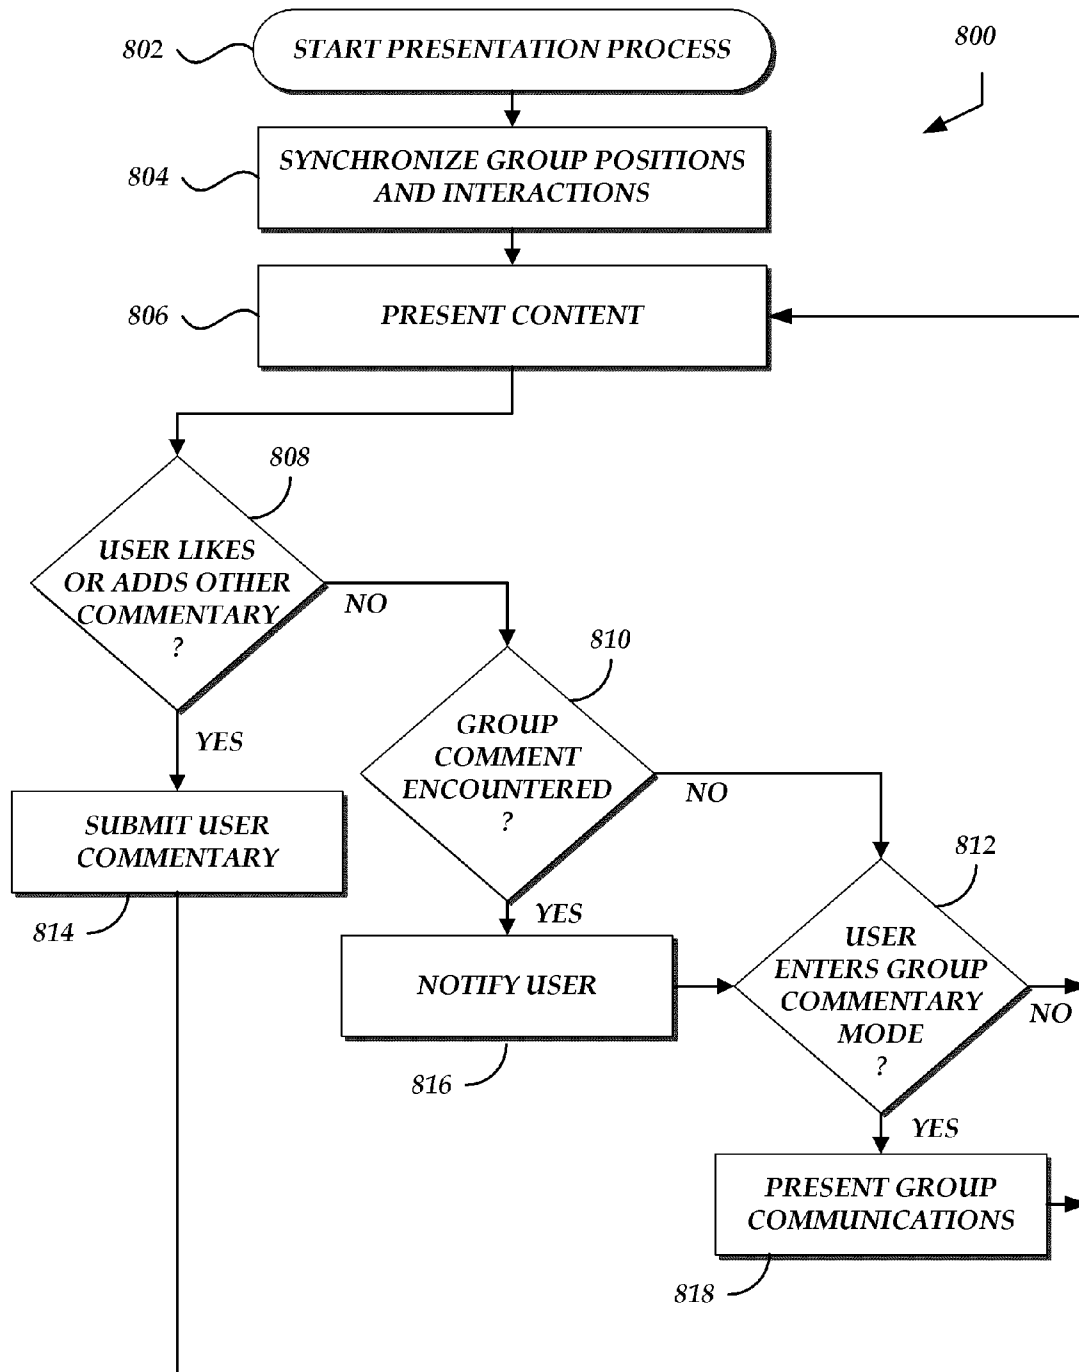 802
START PRESENTATION PROCESS
800
804
SYNCHRONIZE GROUP POSITIONS
AND INTERACTIONS
806
PRESENT CONTENT
808
USER LIKES
OR ADDS OTHER
COMMENTARY
?
NO
YES
810
GROUP
COMMENT
ENCOUNTERED
?
NO
YES
SUBMIT USER
COMMENTARY
814
812
USER
ENTERS GROUP
COMMENTARY
MODE
?
NO
YES
NOTIFY USER
816
PRESENT GROUP
COMMUNICATIONS
818